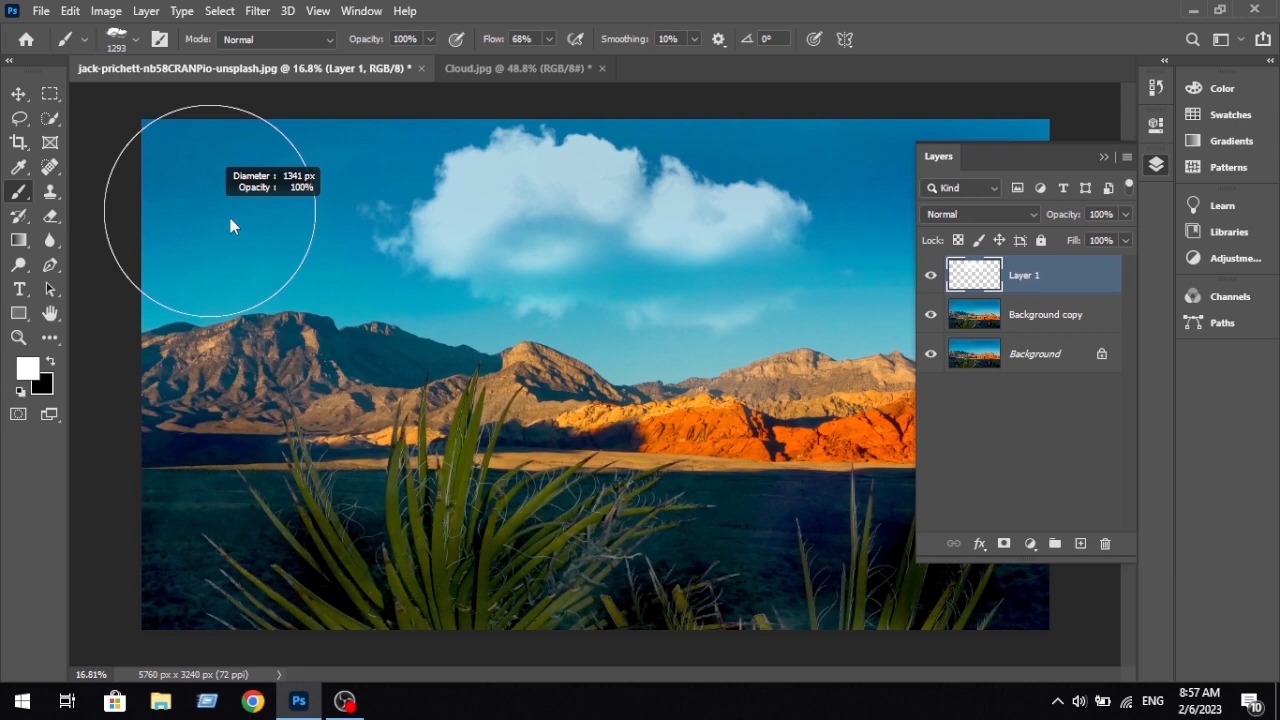 Ps File Edit Image Layer Type Select Filter 3D View Window Help
1293 Mode: Normal Opacity: 100% Flow: 68% Smoothing: 10% 0°
jack-prichett-nb58CRANPio-unsplash.jpg @ 16.8% (Layer 1, RGB/8) * Cloud.jpg @ 48.8% (RGB/8#) *
Diameter : 1341 px
Opacity : 100%
Layers
Kind
Normal Opacity: 100%
Lock: Fill: 100%
Layer 1
Background copy
Background
Color
Swatches
Gradients
Patterns
Learn
Libraries
Adjustme...
Channels
Paths
16.81% 5760 px x 3240 px (72 ppi)
Ps ENG 8:57 AM
2/6/2023 10